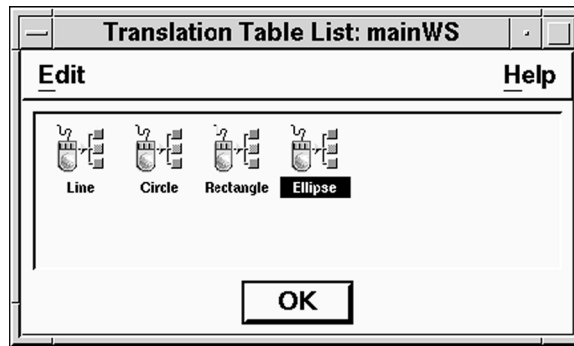 Translation Table List: mainWS
Edit Help
Line Circle Rectangle Ellipse
OK